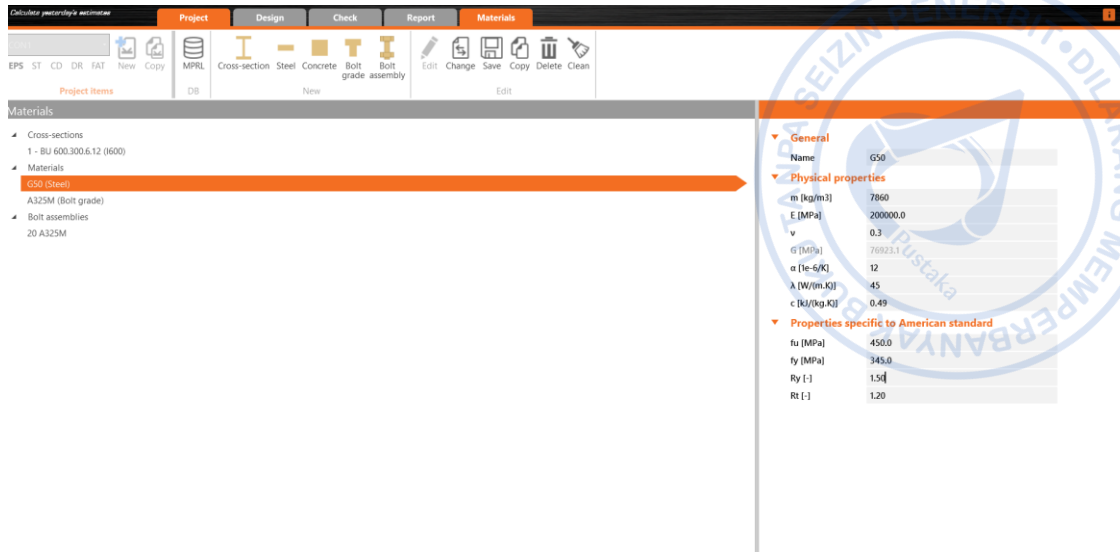 Calculate yesterday's estimates
Project Design Check Report Materials
EPS ST CD DR FAT New Copy
MPRL
Cross-section Steel Concrete Bolt grade Bolt assembly
Edit Change Save Copy Delete Clean
Project Items DB New Edit
Materials
Cross-sections
1 - BU 600.300.6.12 (I600)
Materials
G50 (Steel)
A325M (Bolt grade)
Bolt assemblies
20 A325M
General
Name G50
Physical properties
m [kg/m3] 7860
E [MPa] 200000.0
ν 0.3
G [MPa] 76923.1
α [1e-6/K] 12
λ [W/(m.K)] 45
c [kJ/(kg.K)] 0.49
Properties specific to American standard
fu [MPa] 450.0
fy [MPa] 345.0
Ry [-] 1.50
Rt [-] 1.20
Pustaka